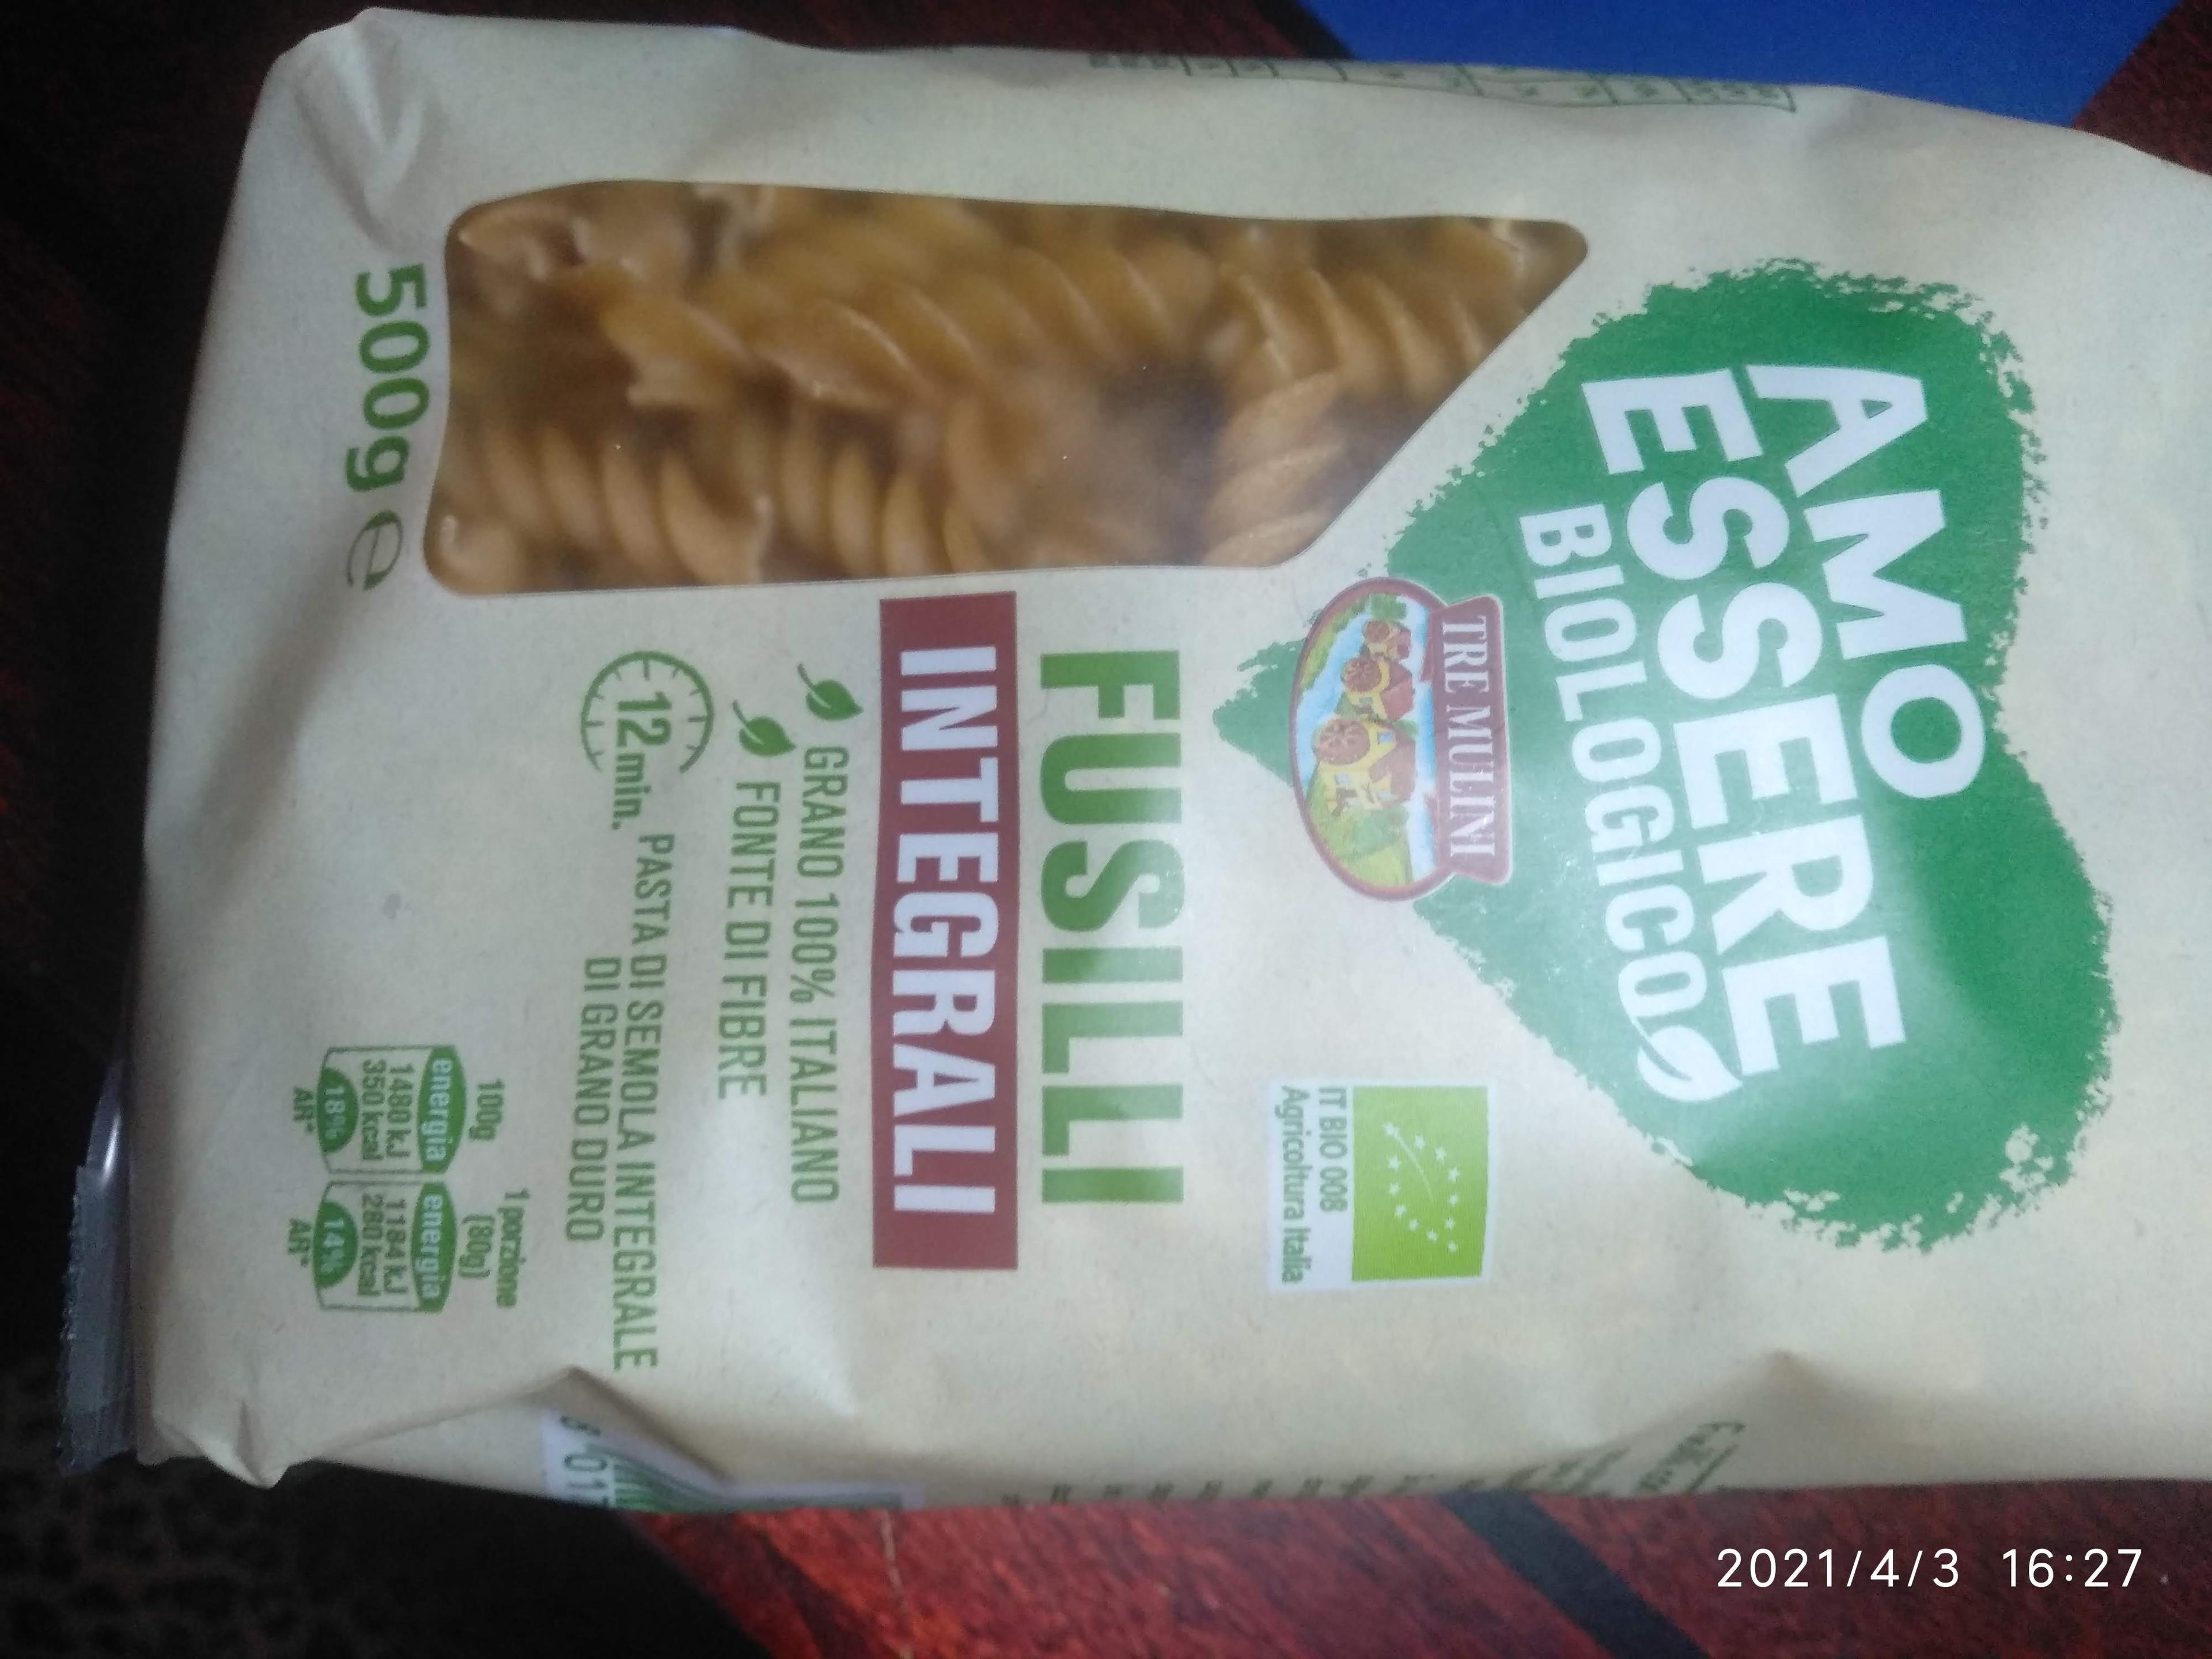 AMO
ESSERE
BIOLOGICO
TRE MULINI
IT BIO 008
Agricoltura Italia
FUSILLI
INTEGRALI
GRANO 100% ITALIANO
FONTE DI FIBRE
12 min.
PASTA DI SEMOLA INTEGRALE
DI GRANO DURO
500g e
100g
energia
1480 kJ
350 kcal
18%
AR*
1 porzione
(80g)
energia
1184 kJ
280 kcal
14%
AR*
2021/4/3 16:27